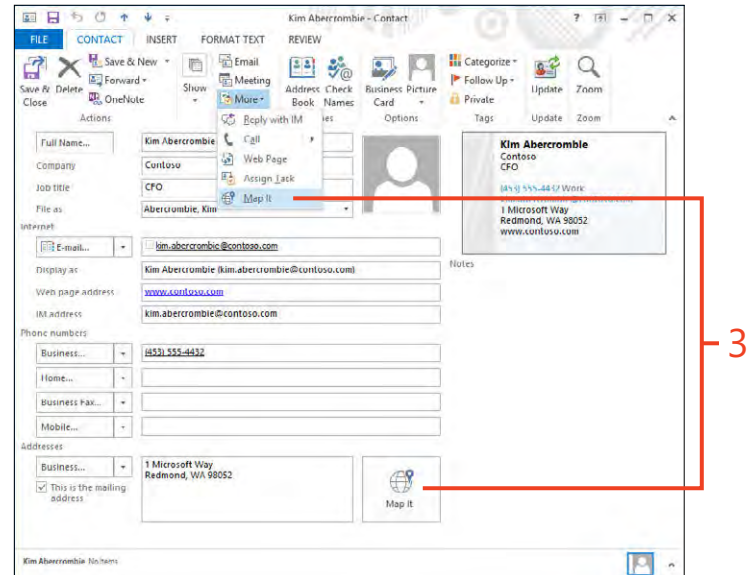 Kim Abercrombie - Contact
FILE CONTACT INSERT FORMAT TEXT REVIEW
Save & Close
Delete
Save & New
Forward
OneNote
Actions
Show
Email
Meeting
More
Reply with IM
Call
Web Page
Assign Task
Map It
Address Book
Check Names
Business Card
Picture
Options
Categorize
Follow Up
Private
Tags
Update
Update
Zoom
Zoom
Full Name... Kim Abercrombie
Company Contoso
Job title CFO
File as Abercrombie, Kim
Internet
E-mail... kim.abercrombie@contoso.com
Display as Kim Abercrombie (kim.abercrombie@contoso.com)
Web page address www.contoso.com
IM address kim.abercrombie@contoso.com
Phone numbers
Business... (453) 555-4432
Home...
Business Fax...
Mobile...
Addresses
Business... 1 Microsoft Way
Redmond, WA 98052
This is the mailing
address
Map It
Kim Abercrombie
Contoso
CFO
(453) 555-4432 Work
1 Microsoft Way
Redmond, WA 98052
www.contoso.com
Notes
3
Kim Abercrombie No Items